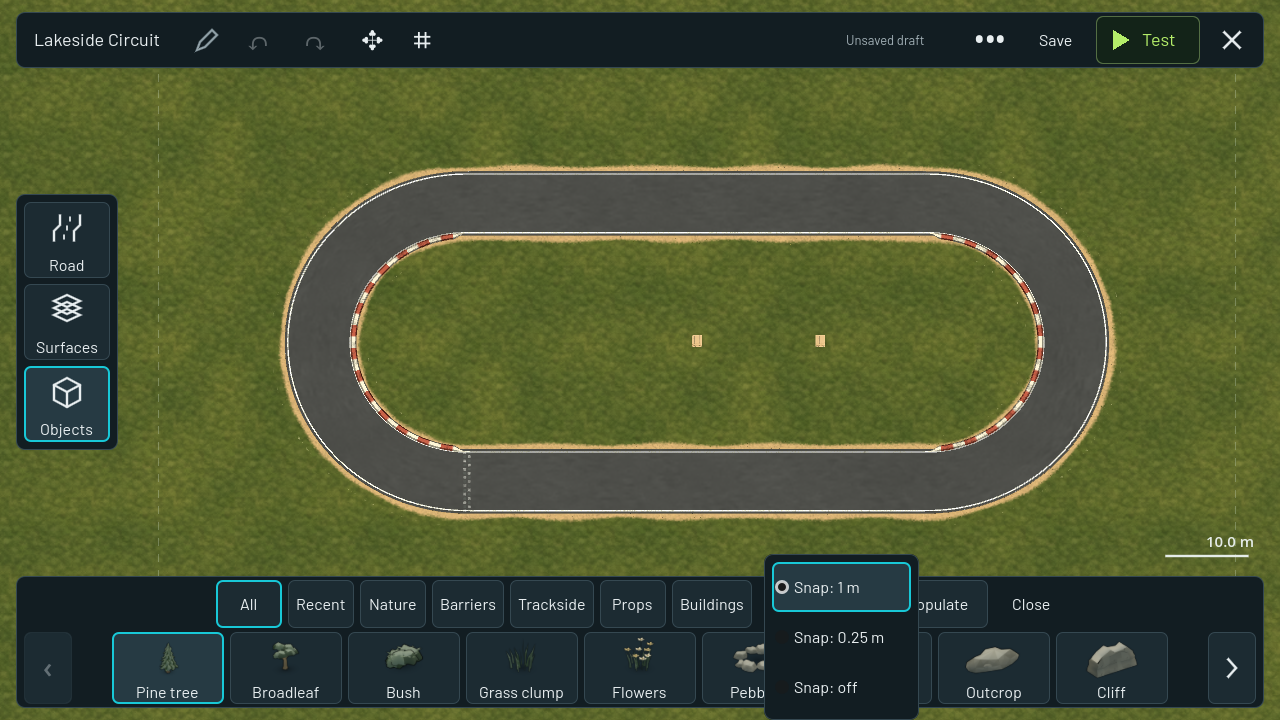 Lakeside Circuit
Unsaved draft
Save
Test
Road
Surfaces
Objects
10.0 m
All
Recent
Nature
Barriers
Trackside
Props
Buildings
Snap: 1 m
Snap: 0.25 m
Snap: off
opulate
Close
Pine tree
Broadleaf
Bush
Grass clump
Flowers
Pebb
Outcrop
Cliff